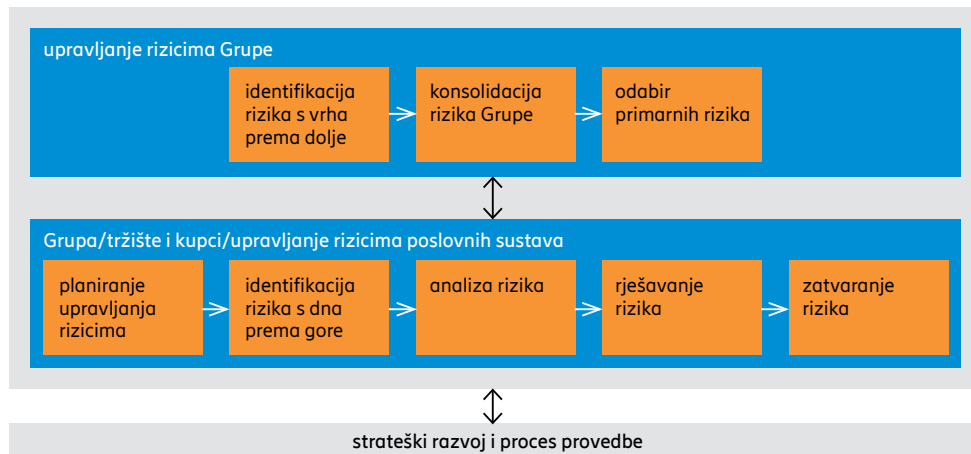 upravljanje rizicima Grupe
identifikacija
rizika s vrha
prema dolje
konsolidacija
rizika Grupe
odabir
primarnih rizika
Grupa/tržište i kupci/upravljanje rizicima poslovnih sustava
planiranje
upravljanja
rizicima
identifikacija
rizika s dna
prema gore
analiza rizika
rješavanje
rizika
zatvaranje
rizika
strateški razvoj i proces provedbe